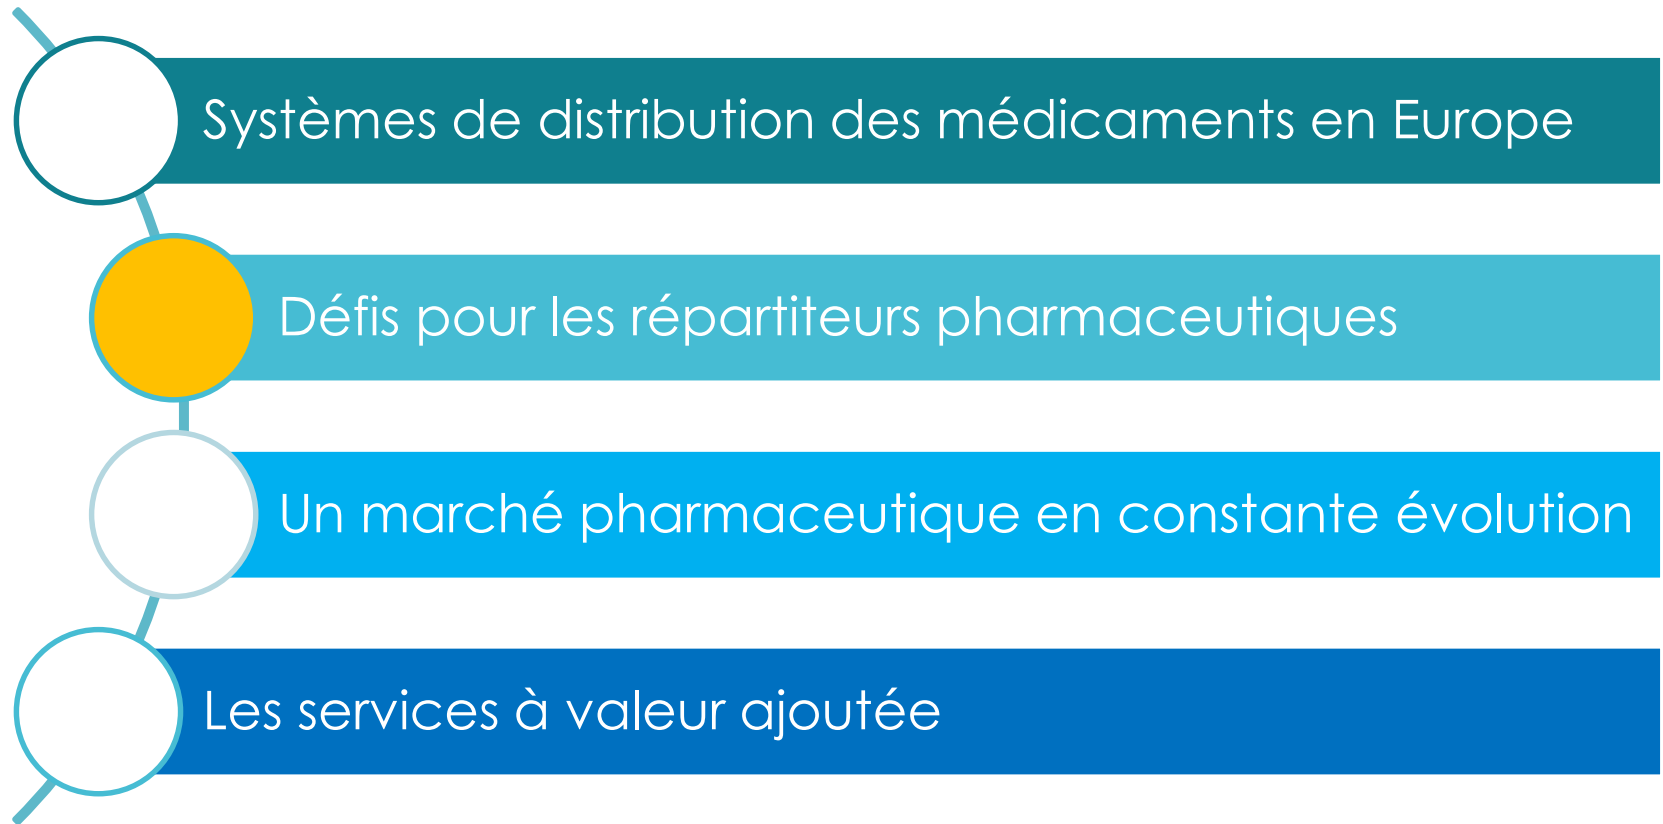 Systèmes de distribution des médicaments en Europe
Défis pour les répartiteurs pharmaceutiques
Un marché pharmaceutique en constante évolution
Les services à valeur ajoutée